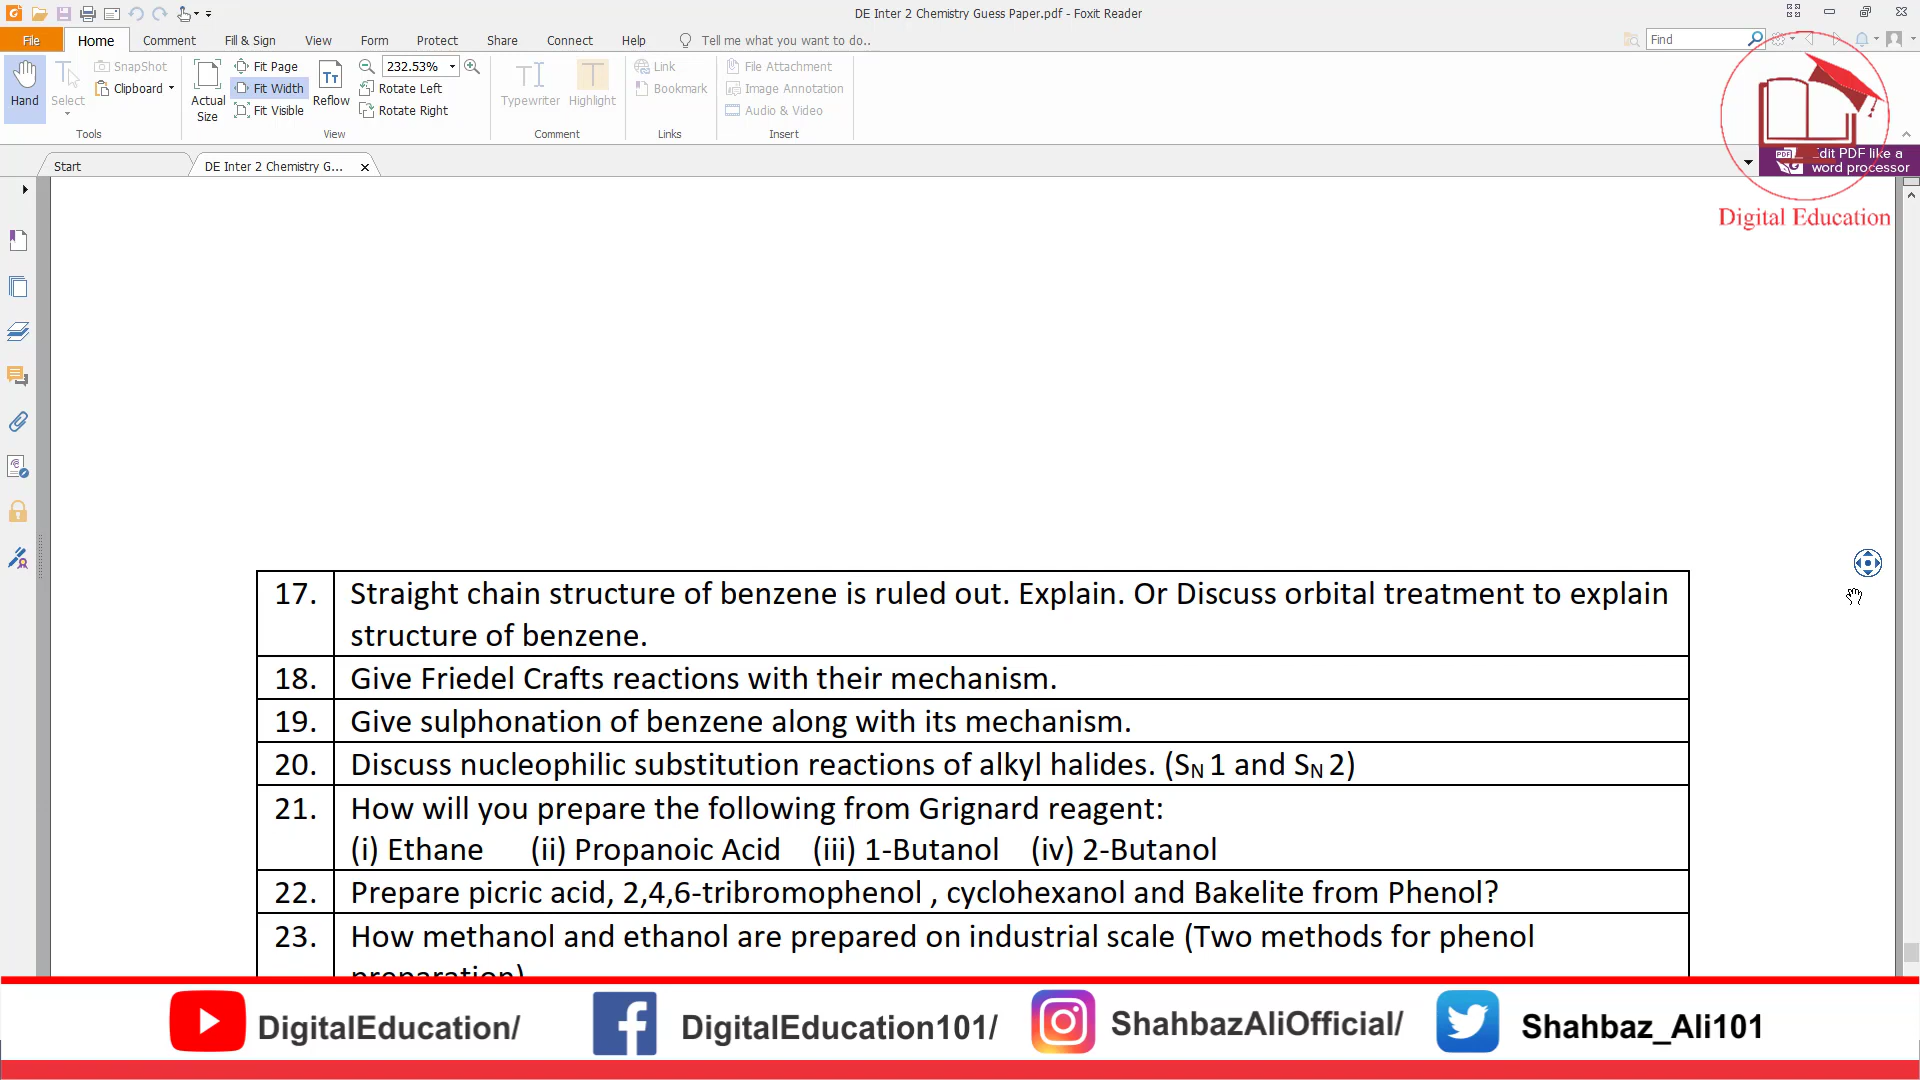 DE Inter 2 Chemistry Guess Paper.pdf - Foxit Reader
File Home Comment Fill & Sign View Form Protect Share Connect Help Tell me what you want to do.. Find
Hand
Select
SnapShot
Clipboard
Tools
Actual
Size
Fit Page
Fit Width
Fit Visible
Reflow
232.53%
Rotate Left
Rotate Right
View
Typewriter Highlight
Comment
Link
Bookmark
Links
File Attachment
Image Annotation
Audio & Video
Insert
Start
DE Inter 2 Chemistry G...
dit PDF like a
word processor
Digital Education
17. Straight chain structure of benzene is ruled out. Explain. Or Discuss orbital treatment to explain
structure of benzene.
18. Give Friedel Crafts reactions with their mechanism.
19. Give sulphonation of benzene along with its mechanism.
20. Discuss nucleophilic substitution reactions of alkyl halides. (SN 1 and SN 2)
21. How will you prepare the following from Grignard reagent:
(i) Ethane (ii) Propanoic Acid (iii) 1-Butanol (iv) 2-Butanol
22. Prepare picric acid, 2,4,6-tribromophenol , cyclohexanol and Bakelite from Phenol?
23. How methanol and ethanol are prepared on industrial scale (Two methods for phenol
preparation)
DigitalEducation/ DigitalEducation101/ ShahbazAliOfficial/ Shahbaz_Ali101